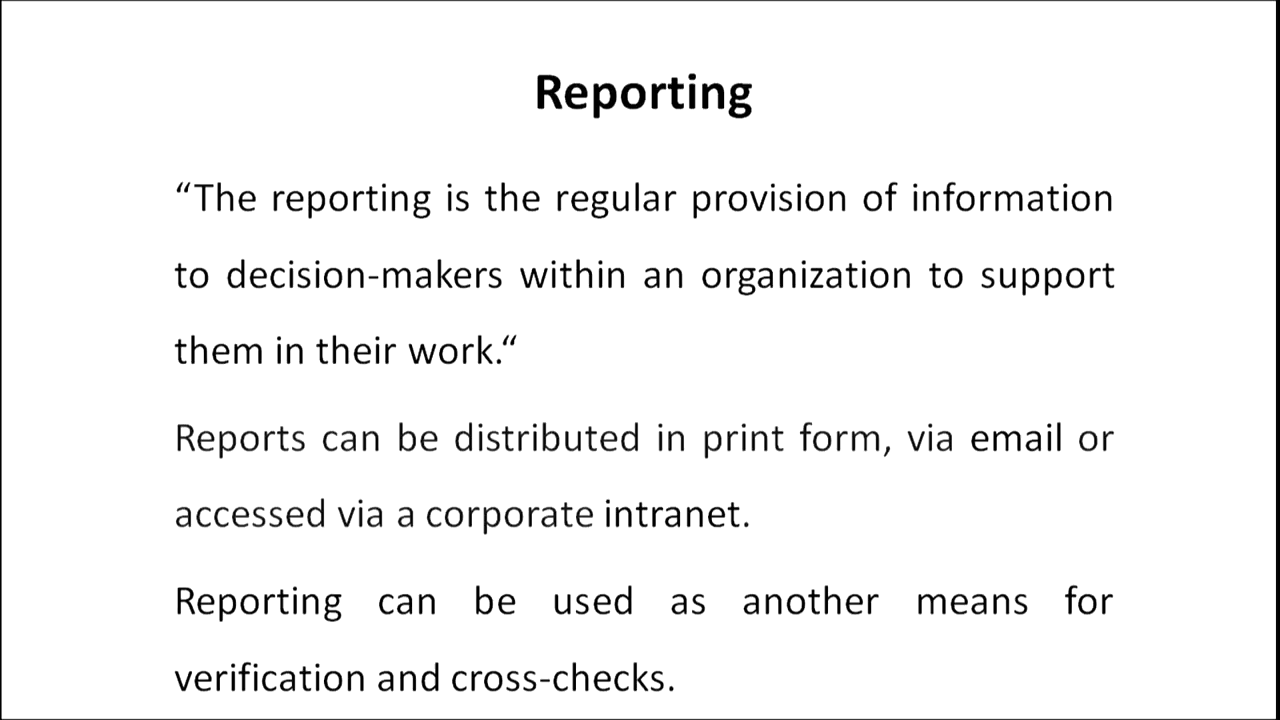 Reporting
“The reporting is the regular provision of information
to decision-makers within an organization to support
them in their work.“
Reports can be distributed in print form, via email or
accessed via a corporate intranet.
Reporting can be used as another means for
verification and cross-checks.